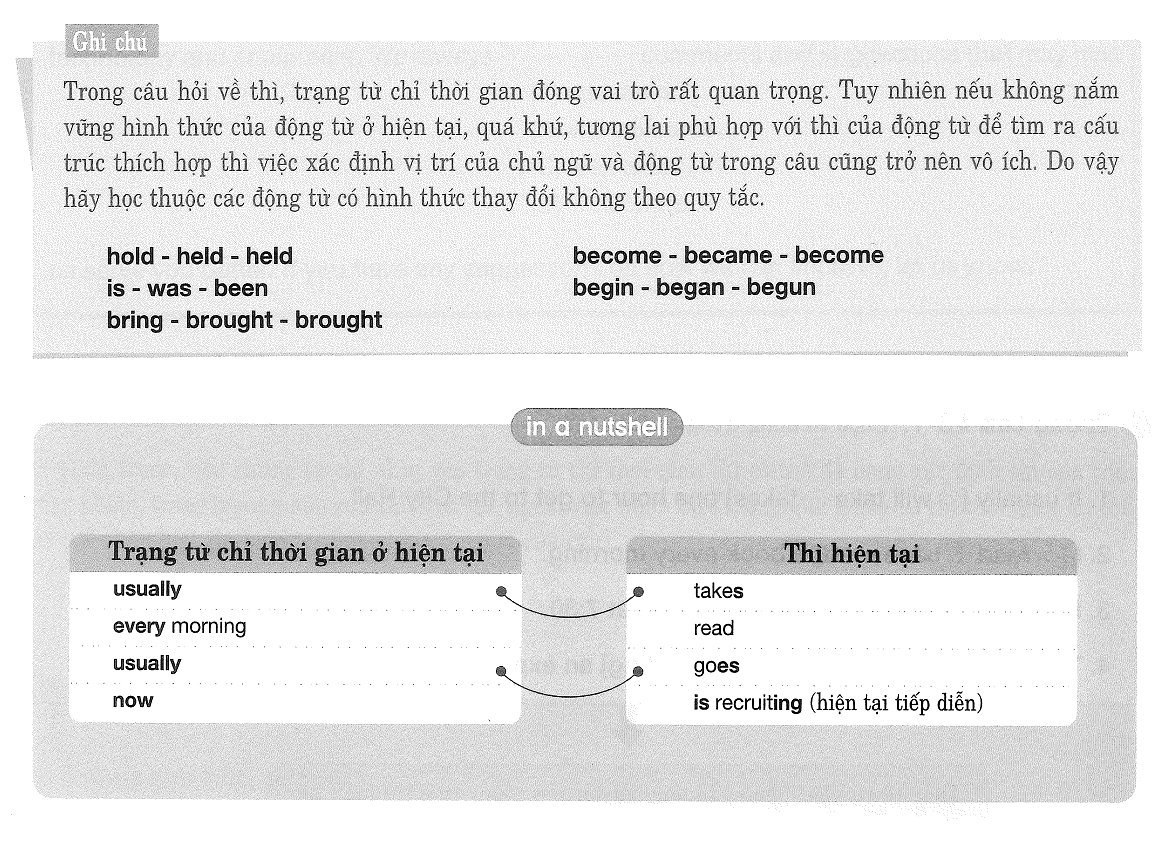 Ghi chú
Trong câu hỏi về thì, trạng từ chỉ thời gian đóng vai trò rất quan trọng. Tuy nhiên nếu không nắm
vững hình thức của động từ ở hiện tại, quá khứ, tương lai phù hợp với thì của động từ để tìm ra cấu
trúc thích hợp thì việc xác định vị trí của chủ ngữ và động từ trong câu cũng trở nên vô ích. Do vậy
hãy học thuộc các động từ có hình thức thay đổi không theo quy tắc.
hold - held - held
is - was - been
bring - brought - brought
become - became - become
begin - began - begun
in a nutshell
Trạng từ chỉ thời gian ở hiện tại
usually
every morning
usually
now
Thì hiện tại
takes
read
goes
is recruiting (hiện tại tiếp diễn)